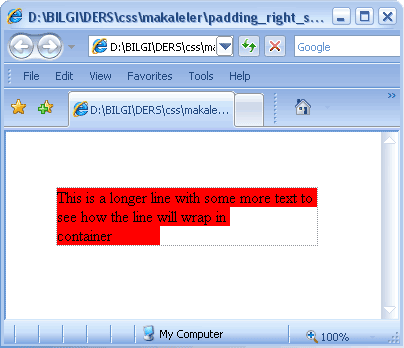 D:\BILGI\DERS\css\makaleler\padding_right_s...
D:\BILGI\DERS\css\ma
Google
File Edit View Favorites Tools Help
D:\BILGI\DERS\css\makale...
This is a longer line with some more text to
see how the line will wrap in
container
My Computer
100%